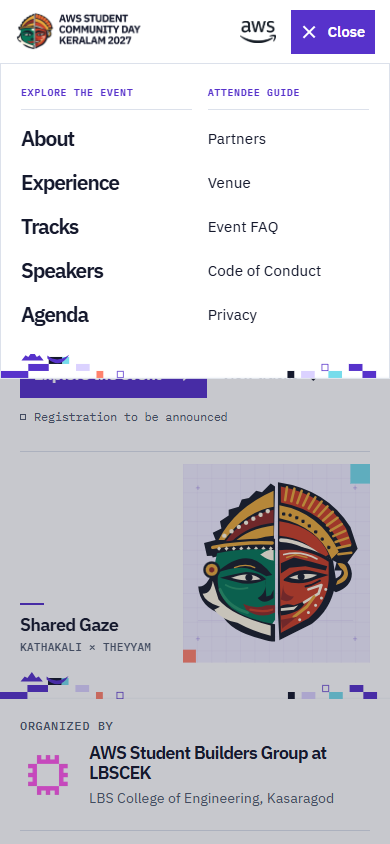 AWS STUDENT
COMMUNITY DAY
KERALAM 2027
aws
Close
EXPLORE THE EVENT
About
Experience
Tracks
Speakers
Agenda
ATTENDEE GUIDE
Partners
Venue
Event FAQ
Code of Conduct
Privacy
Registration to be announced
Shared Gaze
KATHAKALI × THEYYAM
ORGANIZED BY
AWS Student Builders Group at
LBSCEK
LBS College of Engineering, Kasaragod